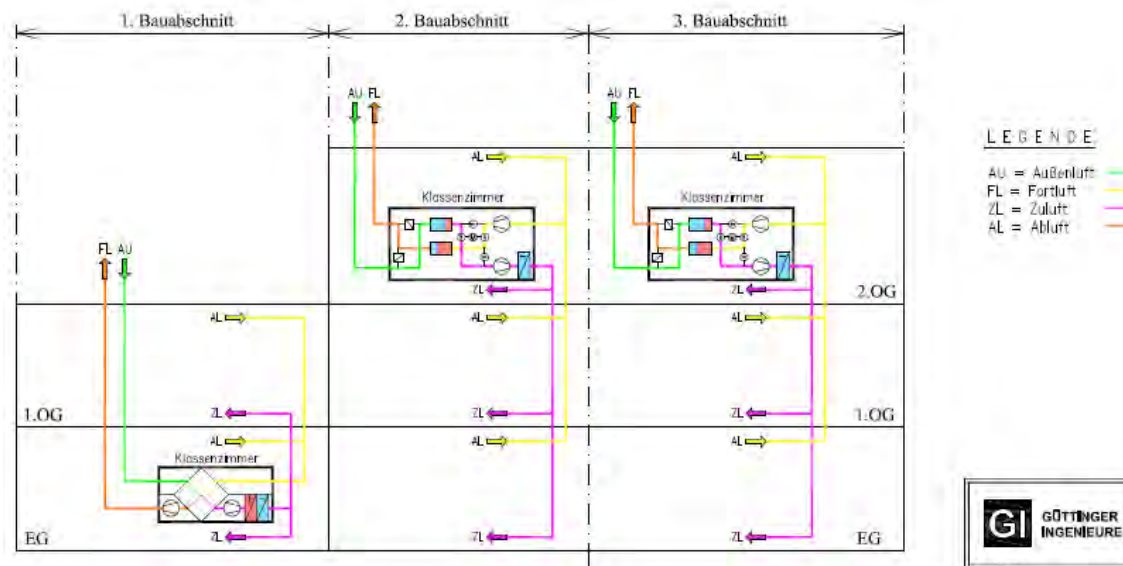 1. Bauabschnitt 2. Bauabschnitt 3. Bauabschnitt
AU FL AU FL
LEGENDE
AL AL
AU = Außenluft
FL = Fortluft
ZL = Zuluft
AL = Abluft
Klassenzimmer Klassenzimmer
FL AU
ZL ZL 2.OG
AL AL AL
1.OG ZL ZL ZL 1.OG
AL AL AL
Klassenzimmer
EG ZL ZL ZL EG
GI GÜTTINGER
INGENIEURE